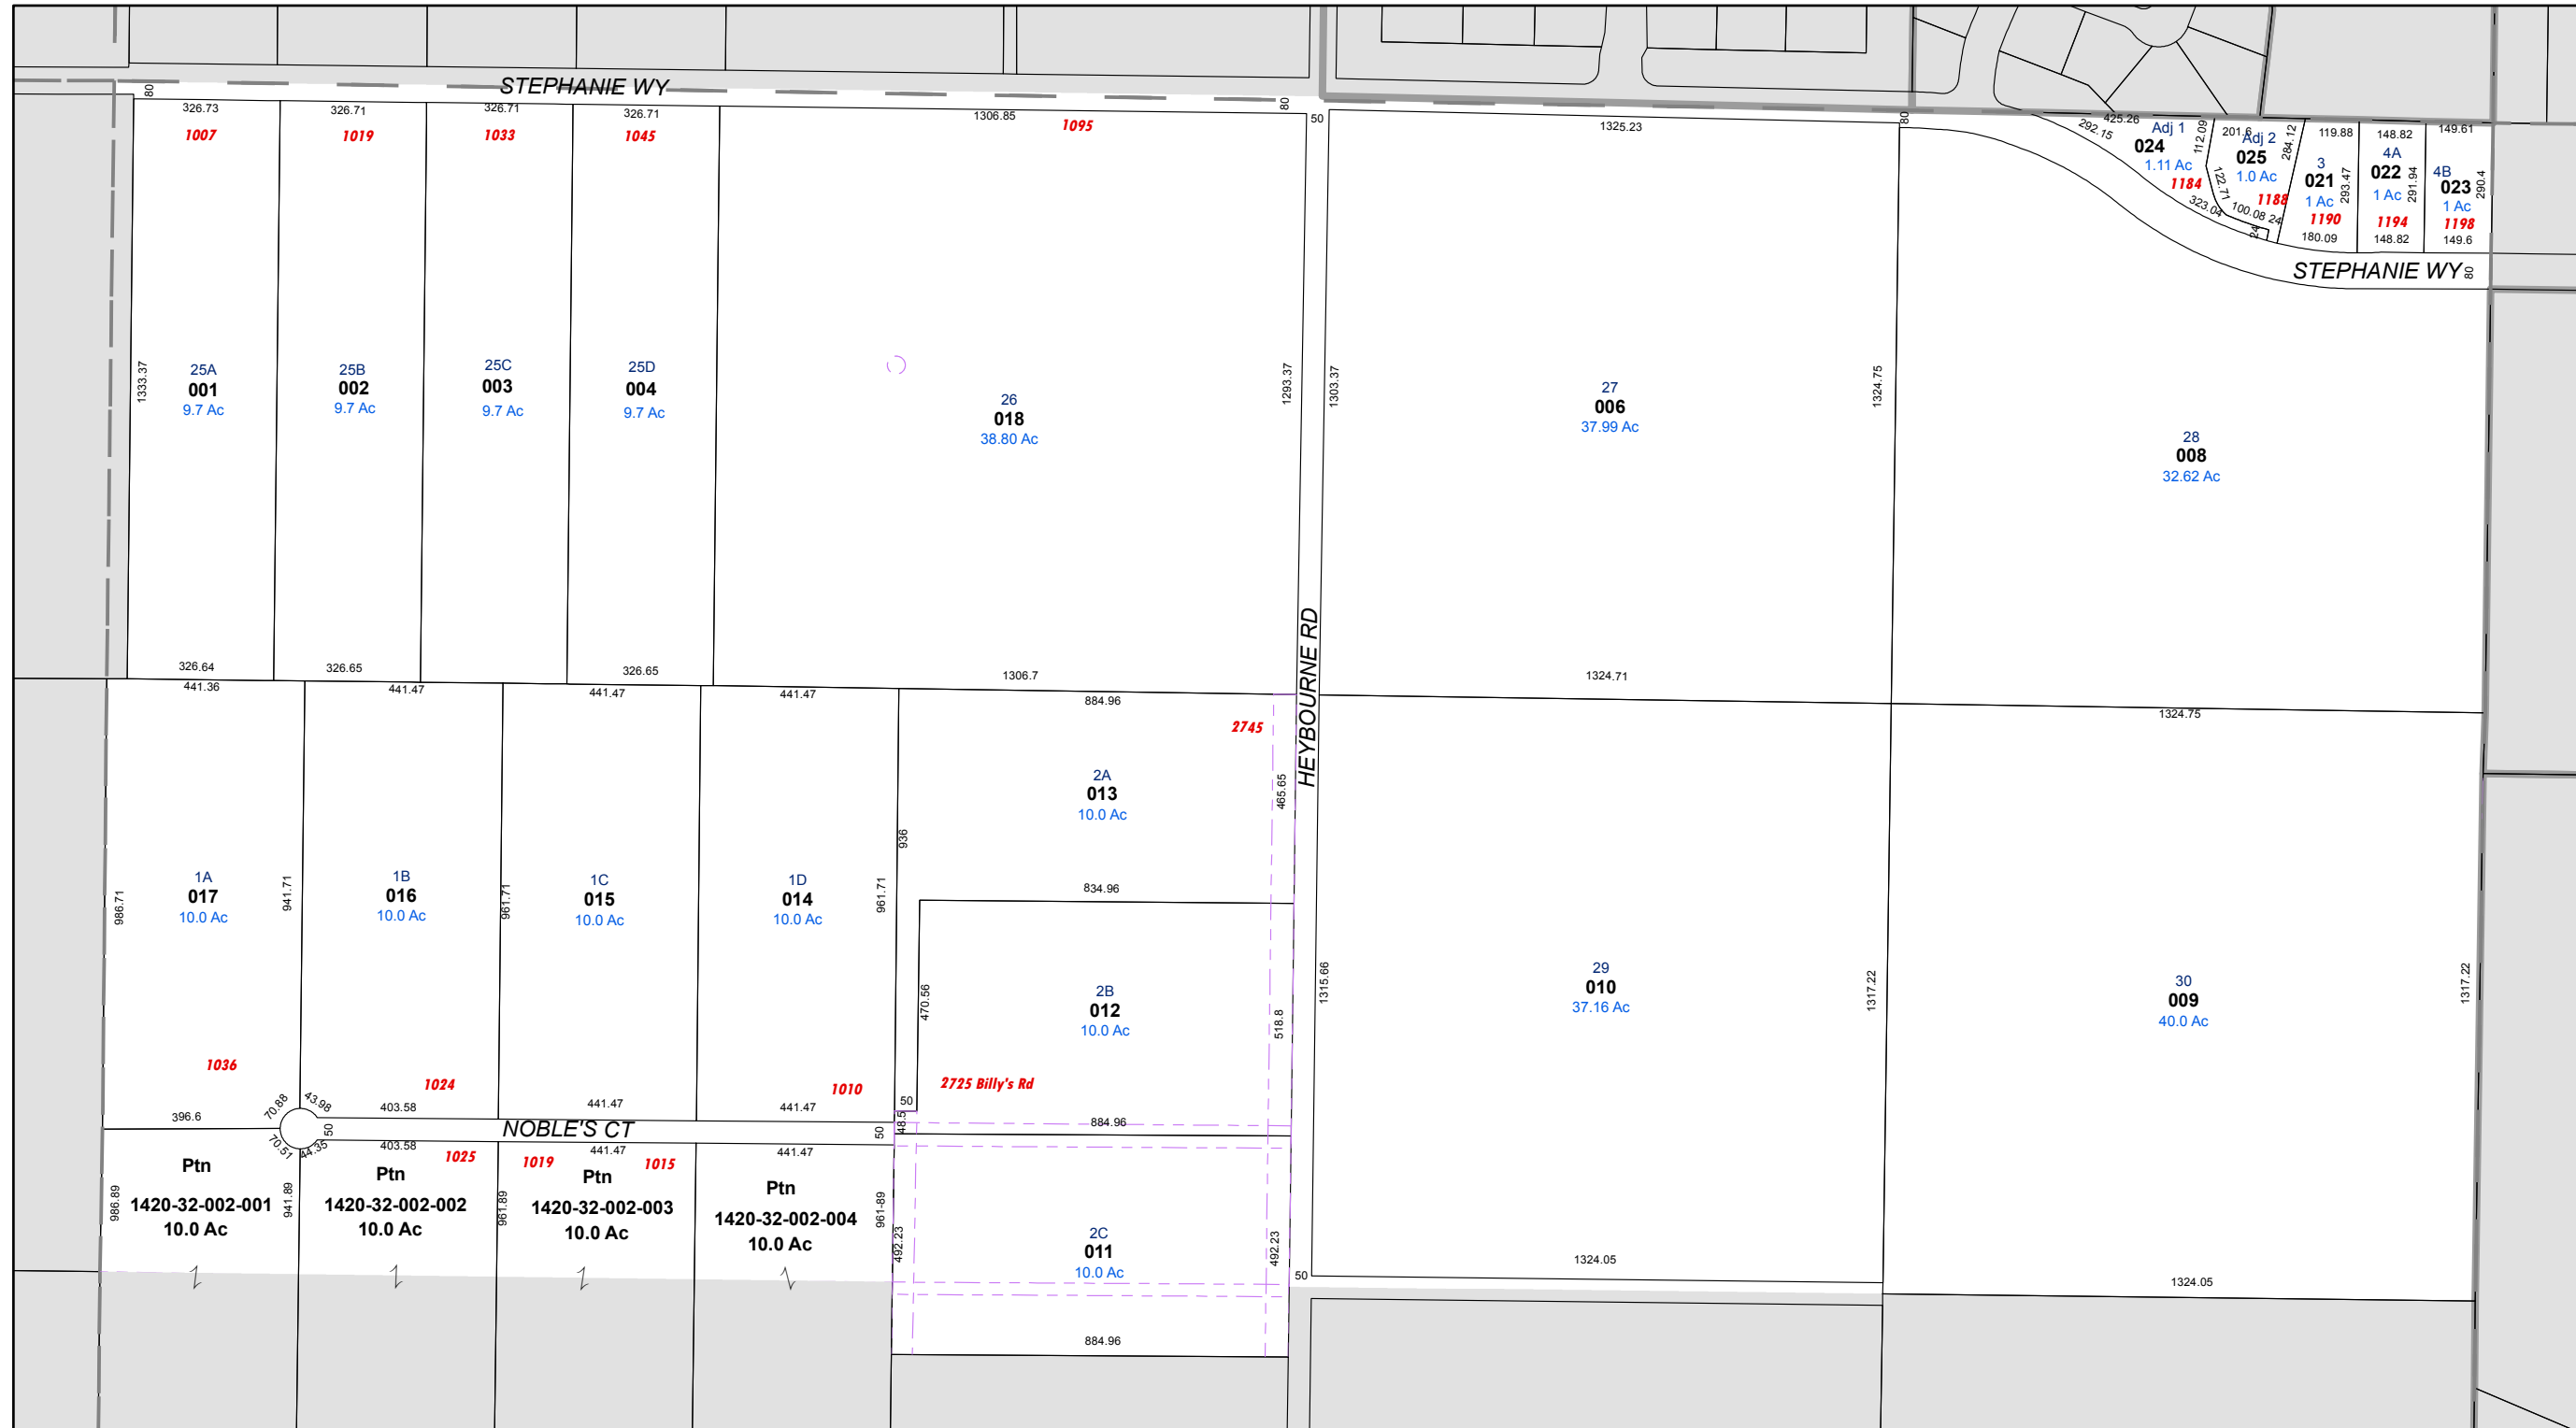 STEPHANIE WY
80
326.73
326.71
326.71
326.71
1306.85
80
50
1007
1019
1033
1045
1095
1325.23
80
292.15
425.26
Adj 1
024
1.11 Ac
1184
323.04
112.09
122.71
201.6
Adj 2
025
1.0 Ac
1188
100.08
24
24
284.12
119.88
3
021
1 Ac
1190
180.09
293.47
148.82
4A
022
1 Ac
1194
148.82
291.94
149.61
4B
023
1 Ac
1198
149.6
290.4
STEPHANIE WY
80
1333.37
25A
001
9.7 Ac
25B
002
9.7 Ac
25C
003
9.7 Ac
25D
004
9.7 Ac
26
018
38.80 Ac
1293.37
1303.37
27
006
37.99 Ac
1324.75
28
008
32.62 Ac
326.64
326.65
326.65
1306.7
1324.71
1324.75
HEYBOURNE RD
441.36
441.47
441.47
441.47
884.96
2745
2A
013
10.0 Ac
465.65
936
834.96
986.71
1A
017
10.0 Ac
941.71
1B
016
10.0 Ac
961.71
1C
015
10.0 Ac
1D
014
10.0 Ac
961.71
470.56
2B
012
10.0 Ac
518.8
1315.66
29
010
37.16 Ac
1317.22
30
009
40.0 Ac
1317.22
1036
1024
1010
2725 Billy's Rd
396.6
70.88
43.98
403.58
441.47
441.47
50
48.5
884.96
50
NOBLE'S CT
50
70.51
44.35
403.58
1025
1019
441.47
1015
441.47
Ptn
1420-32-002-001
10.0 Ac
Ptn
1420-32-002-002
10.0 Ac
Ptn
1420-32-002-003
10.0 Ac
Ptn
1420-32-002-004
10.0 Ac
986.89
941.89
961.89
961-89
492.23
2C
011
10.0 Ac
492.23
50
1324.05
1324.05
884.96